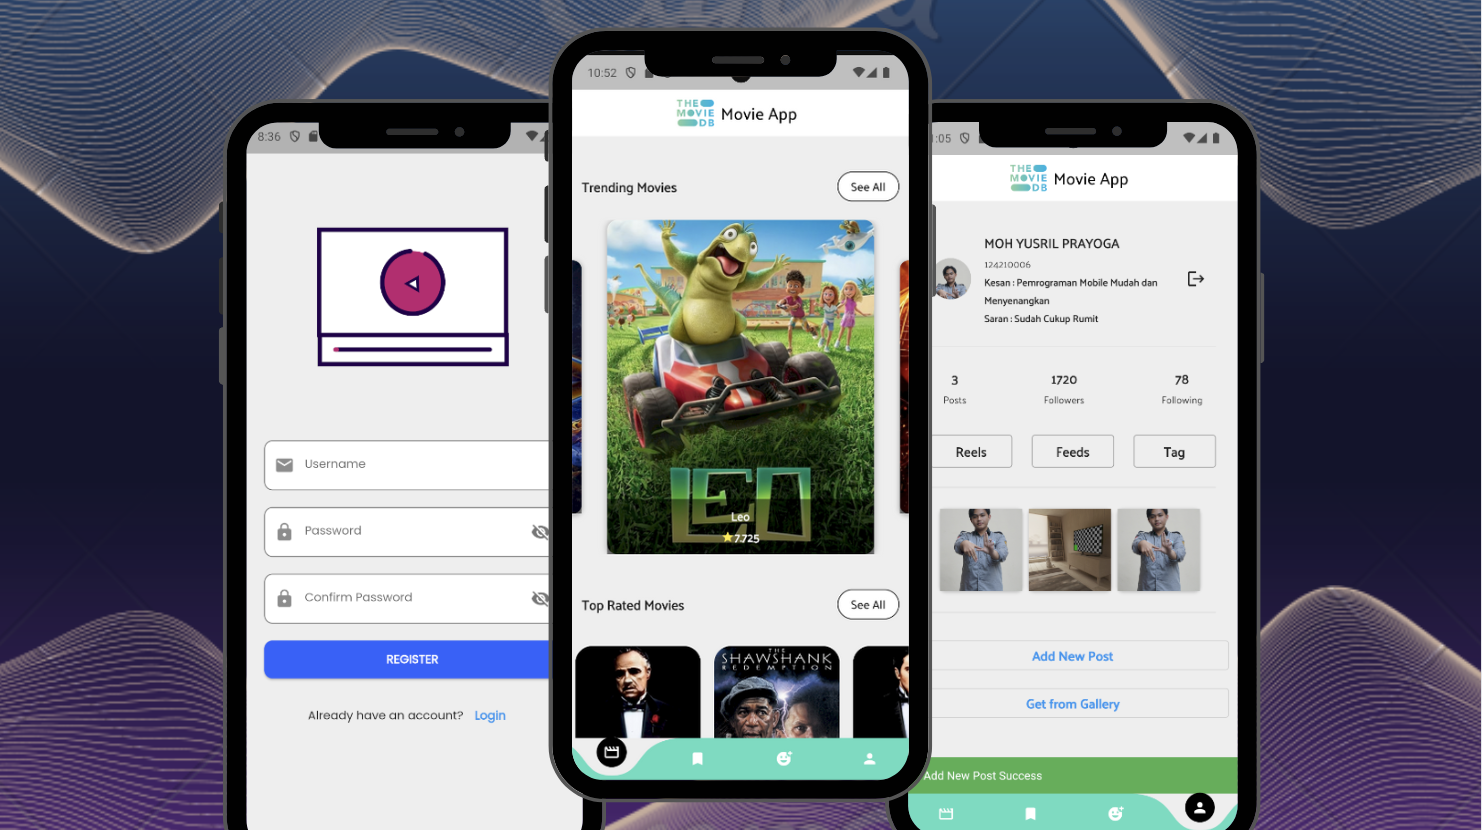 8:36
Username
Password
Confirm Password
REGISTER
Already have an account? Login
10:52
THE
MOVIE
DB
Movie App
Trending Movies
See All
LEO
Leo
7.725
Top Rated Movies
See All
THE
SHAWSHANK
REDEMPTION
:05
THE
MOVIE
DB
Movie App
MOH YUSRIL PRAYOGA
124210006
Kesan : Pemrograman Mobile Mudah dan
Menyenangkan
Saran : Sudah Cukup Rumit
3
1720
78
Posts
Followers
Following
Reels
Feeds
Tag
Add New Post
Get from Gallery
Add New Post Success